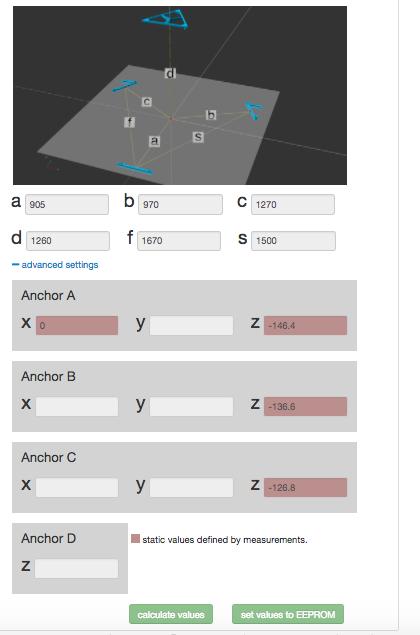 d
c
b
f
s
a
a 905 b 970 c 1270
d 1260 f 1670 s 1500
advanced settings
Anchor A
x 0 y z -146.4
Anchor B
x y z -136.6
Anchor C
x y z -126.8
Anchor D
static values defined by measurements.
z
calculate values set values to EEPROM